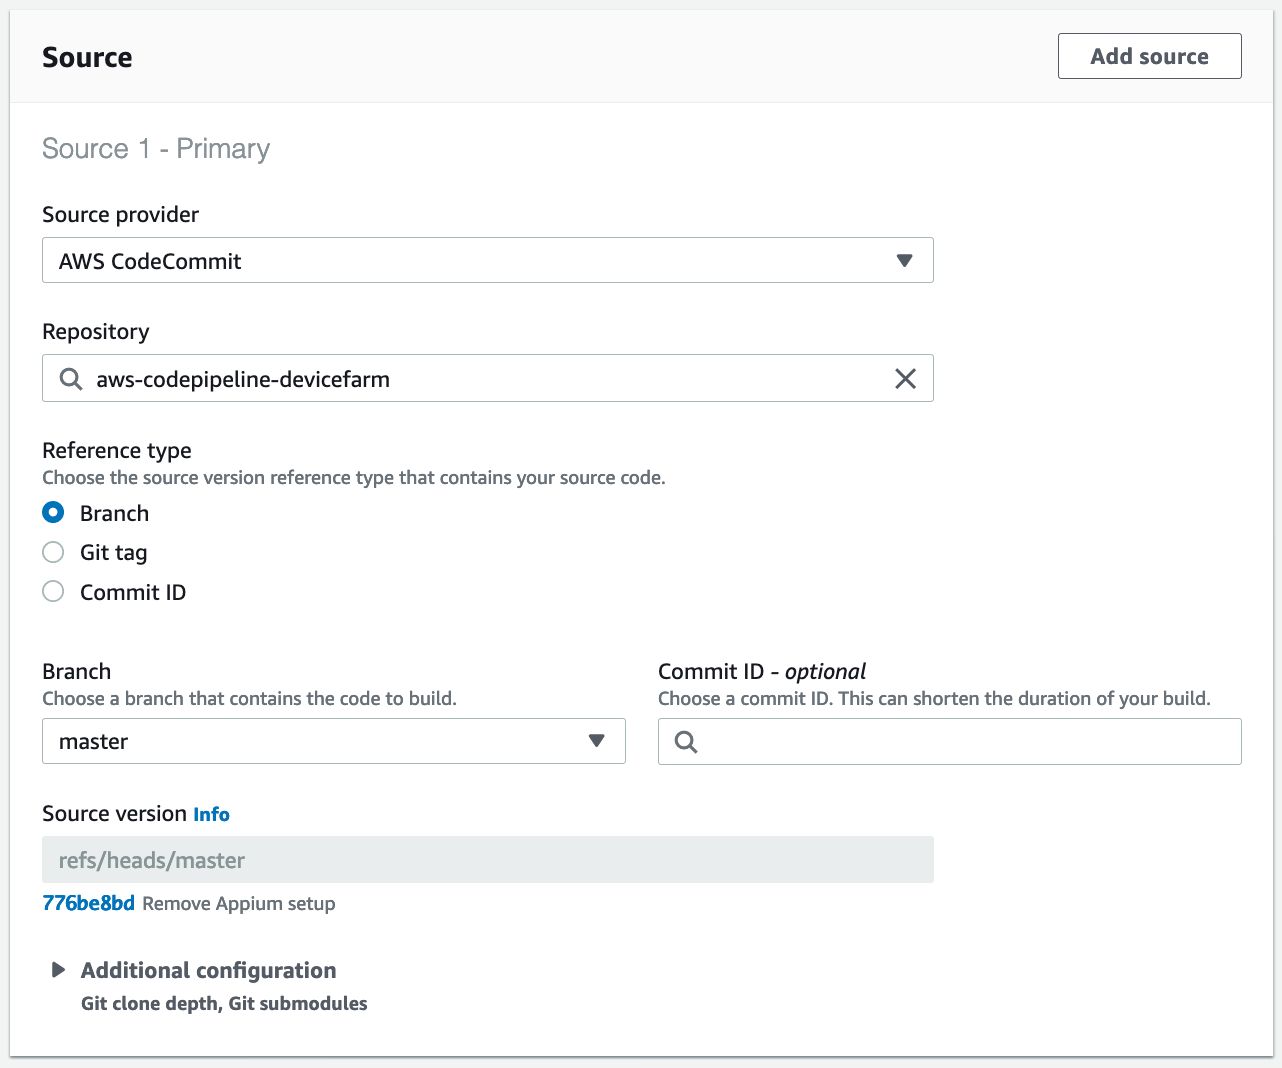 Source
Add source
Source 1 - Primary
Source provider
AWS CodeCommit
Repository
aws-codepipeline-devicefarm
Reference type
Choose the source version reference type that contains your source code.
Branch
Git tag
Commit ID
Branch
Choose a branch that contains the code to build.
master
Commit ID - optional
Choose a commit ID. This can shorten the duration of your build.
Source version Info
refs/heads/master
776be8bd Remove Appium setup
Additional configuration
Git clone depth, Git submodules